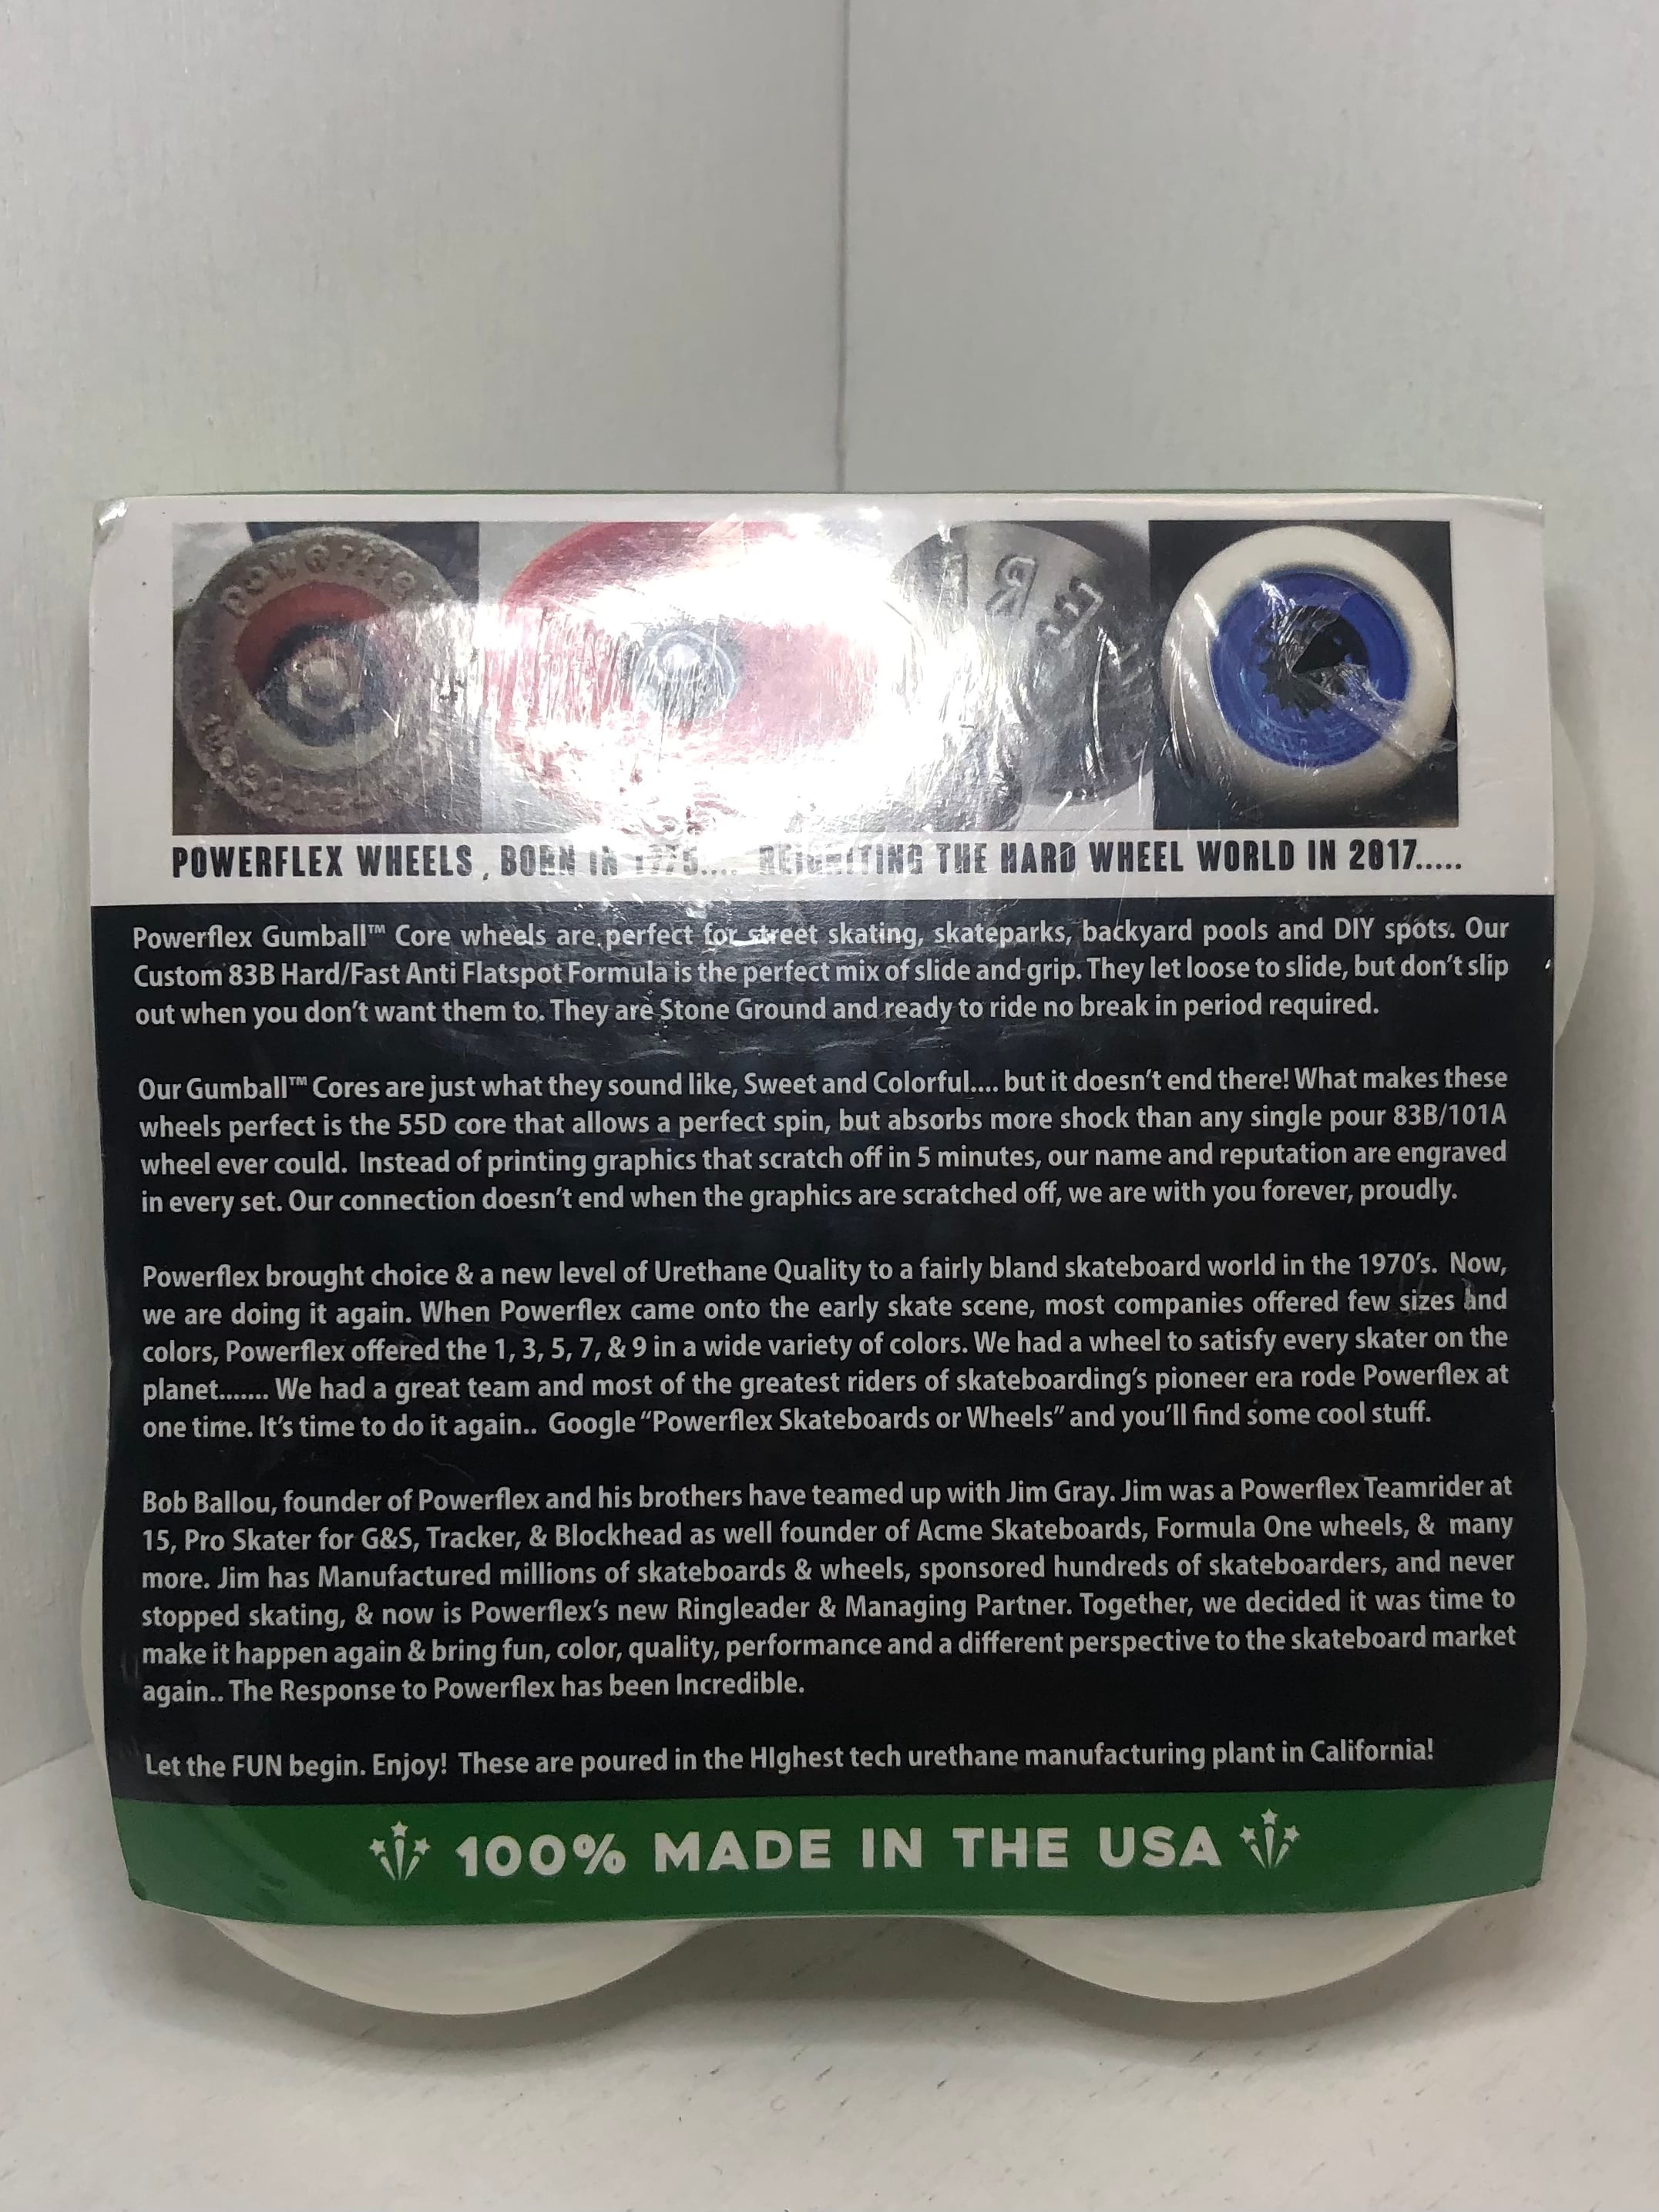 POWERFLEX WHEELS, BORN IN 1975.... REIGNITING THE HARD WHEEL WORLD IN 2017.....
Powerflex Gumball™ Core wheels are perfect for street skating, skateparks, backyard pools and DIY spots. Our
Custom 83B Hard/Fast Anti Flatspot Formula is the perfect mix of slide and grip. They let loose to slide, but don't slip
out when you don't want them to. They are Stone Ground and ready to ride no break in period required.
Our Gumball™ Cores are just what they sound like, Sweet and Colorful.... but it doesn't end there! What makes these
wheels perfect is the 55D core that allows a perfect spin, but absorbs more shock than any single pour 83B/101A
wheel ever could. Instead of printing graphics that scratch off in 5 minutes, our name and reputation are engraved
in every set. Our connection doesn't end when the graphics are scratched off, we are with you forever, proudly.
Powerflex brought choice & a new level of Urethane Quality to a fairly bland skateboard world in the 1970's. Now,
we are doing it again. When Powerflex came onto the early skate scene, most companies offered few sizes and
colors, Powerflex offered the 1, 3, 5, 7, & 9 in a wide variety of colors. We had a wheel to satisfy every skater on the
planet....... We had a great team and most of the greatest riders of skateboarding's pioneer era rode Powerflex at
one time. It's time to do it again.. Google "Powerflex Skateboards or Wheels" and you'll find some cool stuff.
Bob Ballou, founder of Powerflex and his brothers have teamed up with Jim Gray. Jim was a Powerflex Teamrider at
15, Pro Skater for G&S, Tracker, & Blockhead as well founder of Acme Skateboards, Formula One wheels, & many
more. Jim has Manufactured millions of skateboards & wheels, sponsored hundreds of skateboarders, and never
stopped skating, & now is Powerflex's new Ringleader & Managing Partner. Together, we decided it was time to
make it happen again & bring fun, color, quality, performance and a different perspective to the skateboard market
again.. The Response to Powerflex has been Incredible.
Let the FUN begin. Enjoy! These are poured in the HIghest tech urethane manufacturing plant in California!
100% MADE IN THE USA